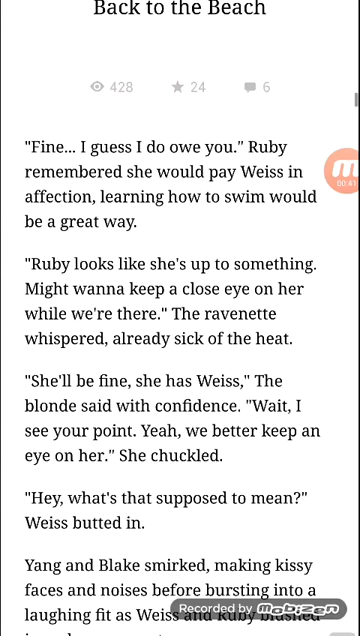 Back to the Beach
428 24 6
"Fine... I guess I do owe you." Ruby
remembered she would pay Weiss in
affection, learning how to swim would
be a great way.
00:41
"Ruby looks like she's up to something.
Might wanna keep a close eye on her
while we're there." The ravenette
whispered, already sick of the heat.
"She'll be fine, she has Weiss," The
blonde said with confidence. "Wait, I
see your point. Yeah, we better keep an
eye on her." She chuckled.
"Hey, what's that supposed to mean?"
Weiss butted in.
Yang and Blake smirked, making kissy
faces and noises before bursting into a
laughing fit as Weiss and Ruby blushed
Recorded by mobizen